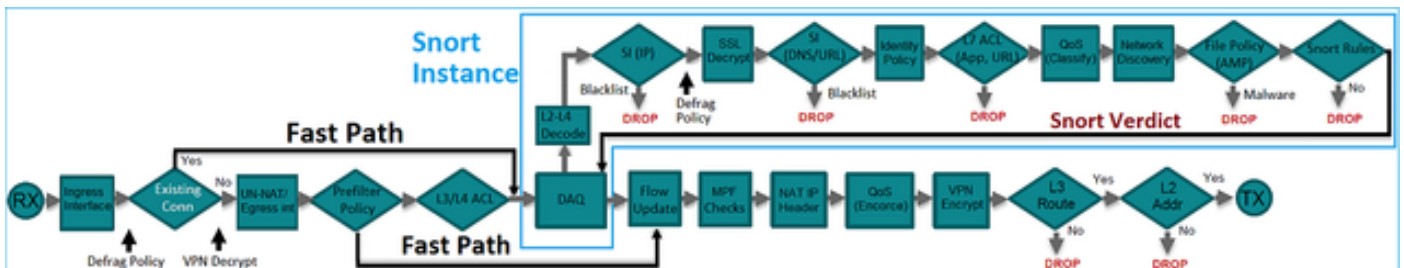 Snort
Instance
SI (IP)
SSL
Decrypt
SI
(DNS/URL)
Identity
Policy
L7 ACL
(App, URL)
QoS
(Classify)
Network
Discovery
File Policy
(AMP)
Snort Rules
Blacklist
Blacklist
Malware
No
DROP
Defrag
Policy
DROP
DROP
DROP
DROP
L2-L4
Decode
Snort Verdict
Fast Path
Yes
RX
Ingress
Interface
Existing
Conn
No
UN-NAT/
Egress int
Prefilter
Policy
L3/L4 ACL
DAQ
Flow
Update
MPF
Checks
NAT IP
Header
QoS
(Encorce)
VPN
Encrypt
L3
Route
Yes
L2
Addr
Yes
TX
Fast Path
No
No
Defrag Policy
VPN Decrypt
DROP
DROP